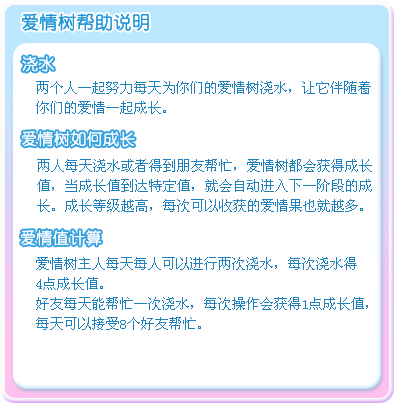 爱情树帮助说明
浇水
两个人一起努力每天为你们的爱情树浇水，让它伴随着
你们的爱情一起成长。
爱情树如何成长
两人每天浇水或者得到朋友帮忙，爱情树都会获得成长
值，当成长值到达特定值，就会自动进入下一阶段的成
长。成长等级越高，每次可以收获的爱情果也就越多。
爱情值计算
爱情树主人每天每人可以进行两次浇水，每次浇水得
4点成长值。
好友每天能帮忙一次浇水，每次操作会获得1点成长值，
每天可以接受8个好友帮忙。